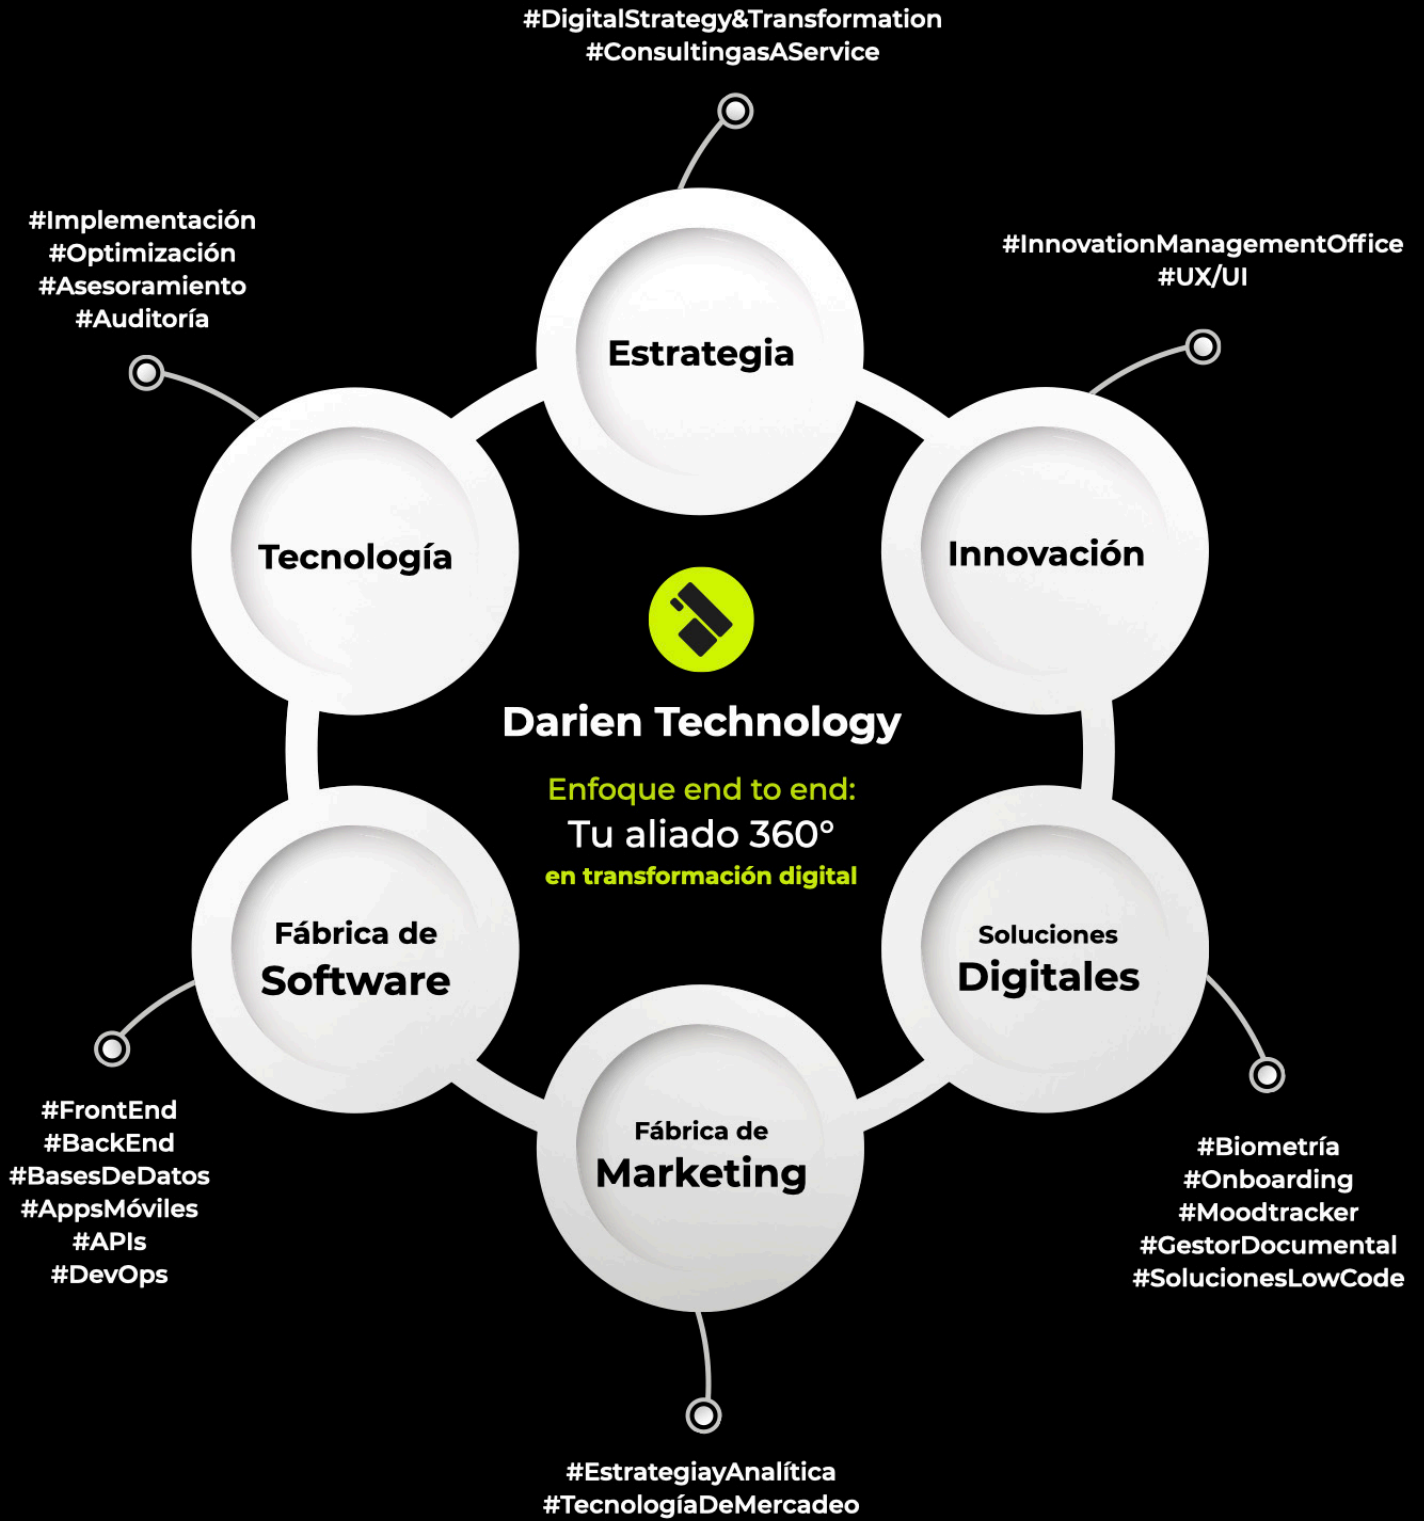 #DigitalStrategy&Transformation
#ConsultingasAService
#Implementación
#Optimización
#Asesoramiento
#Auditoría
#InnovationManagementOffice
#UX/UI
Estrategia
Tecnología
Innovación
Darien Technology
Enfoque end to end:
Tu aliado 360°
en transformación digital
Fábrica de
Software
Soluciones
Digitales
Fábrica de
Marketing
#FrontEnd
#BackEnd
#BasesDeDatos
#AppsMóviles
#APIs
#DevOps
#Biometría
#Onboarding
#Moodtracker
#GestorDocumental
#SolucionesLowCode
#EstrategiayAnalítica
#TecnologíaDeMercadeo